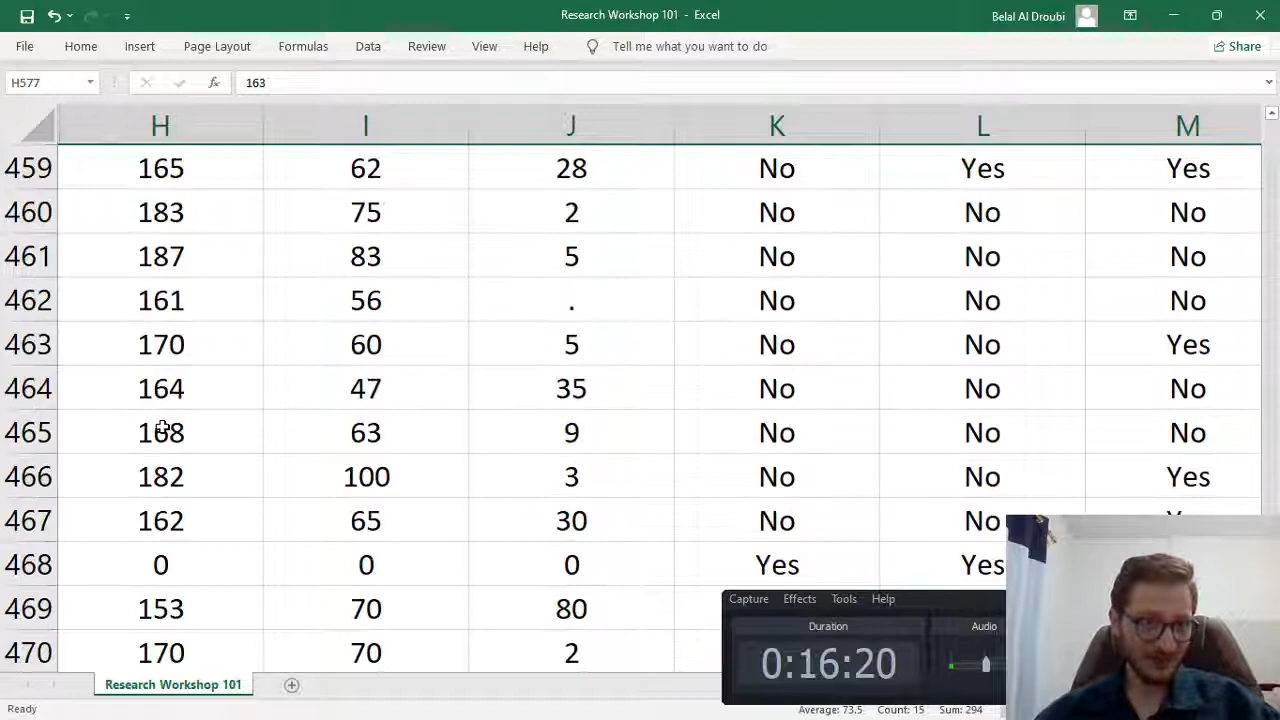 Research Workshop 101 - Excel
Belal Al Droubi
File Home Insert Page Layout Formulas Data Review View Help Tell me what you want to do Share
H577 fx 163
H I J K L M
459 165 62 28 No Yes Yes
460 183 75 2 No No No
461 187 83 5 No No No
462 161 56 . No No No
463 170 60 5 No No Yes
464 164 47 35 No No No
465 168 63 9 No No No
466 182 100 3 No No Yes
467 162 65 30 No No
468 0 0 0 Yes Yes
469 153 70 80
470 170 70 2
Capture Effects Tools Help
Duration Audio
0:16:20
Research Workshop 101
Ready Average: 73.5 Count: 15 Sum: 294